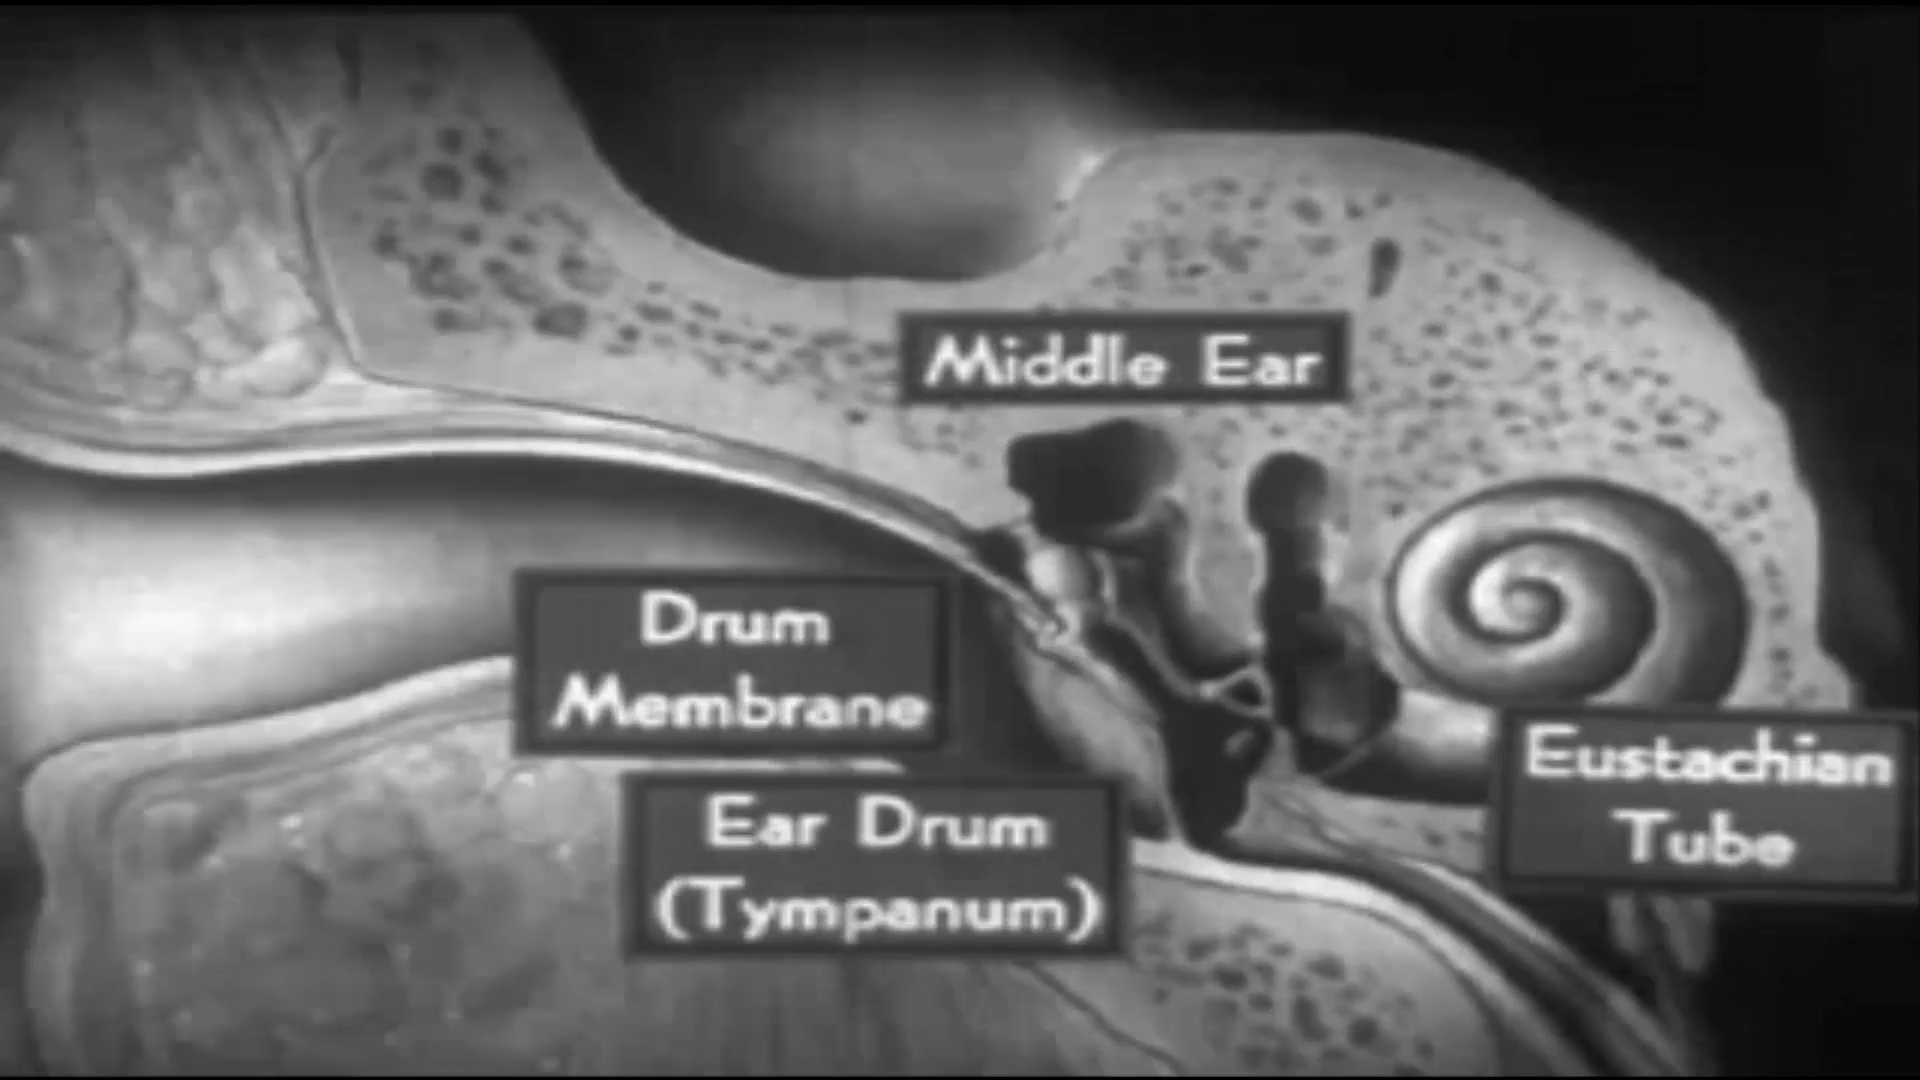 Middle Ear
Drum
Membrane
Ear Drum
(Tympanum)
Eustachian
Tube